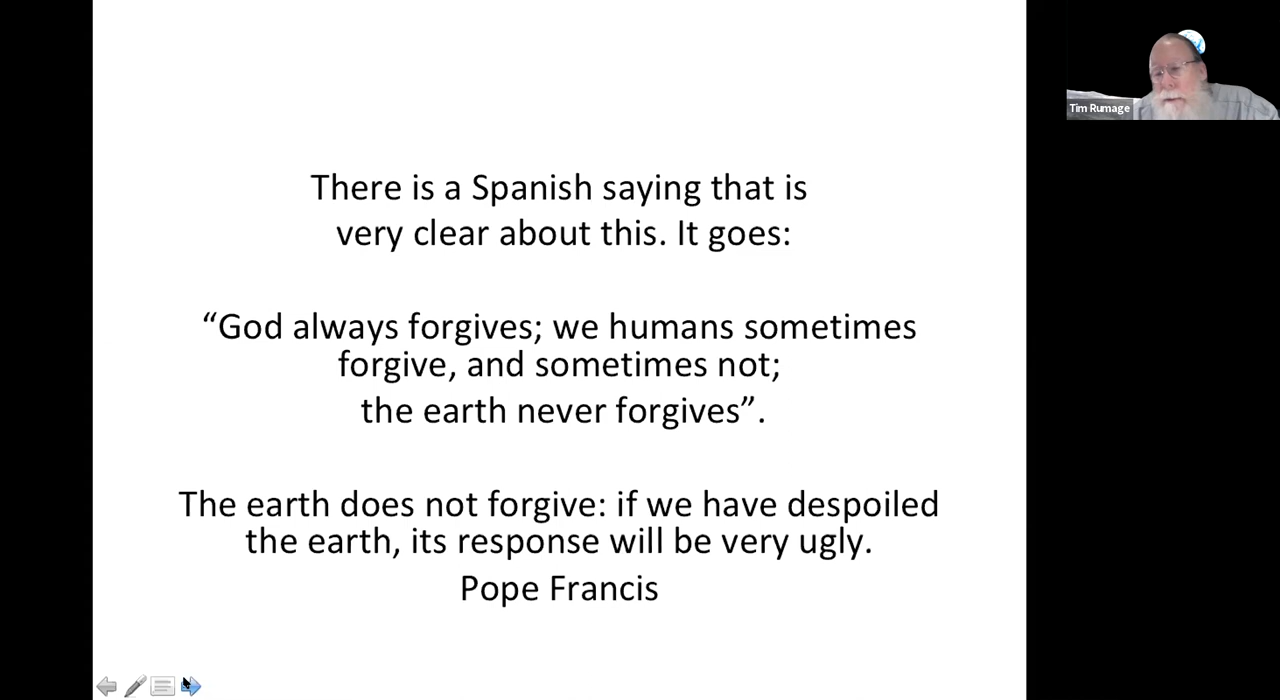 There is a Spanish saying that is
very clear about this. It goes:
“God always forgives; we humans sometimes
forgive, and sometimes not;
the earth never forgives”.
The earth does not forgive: if we have despoiled
the earth, its response will be very ugly.
Pope Francis
Tim Rumage